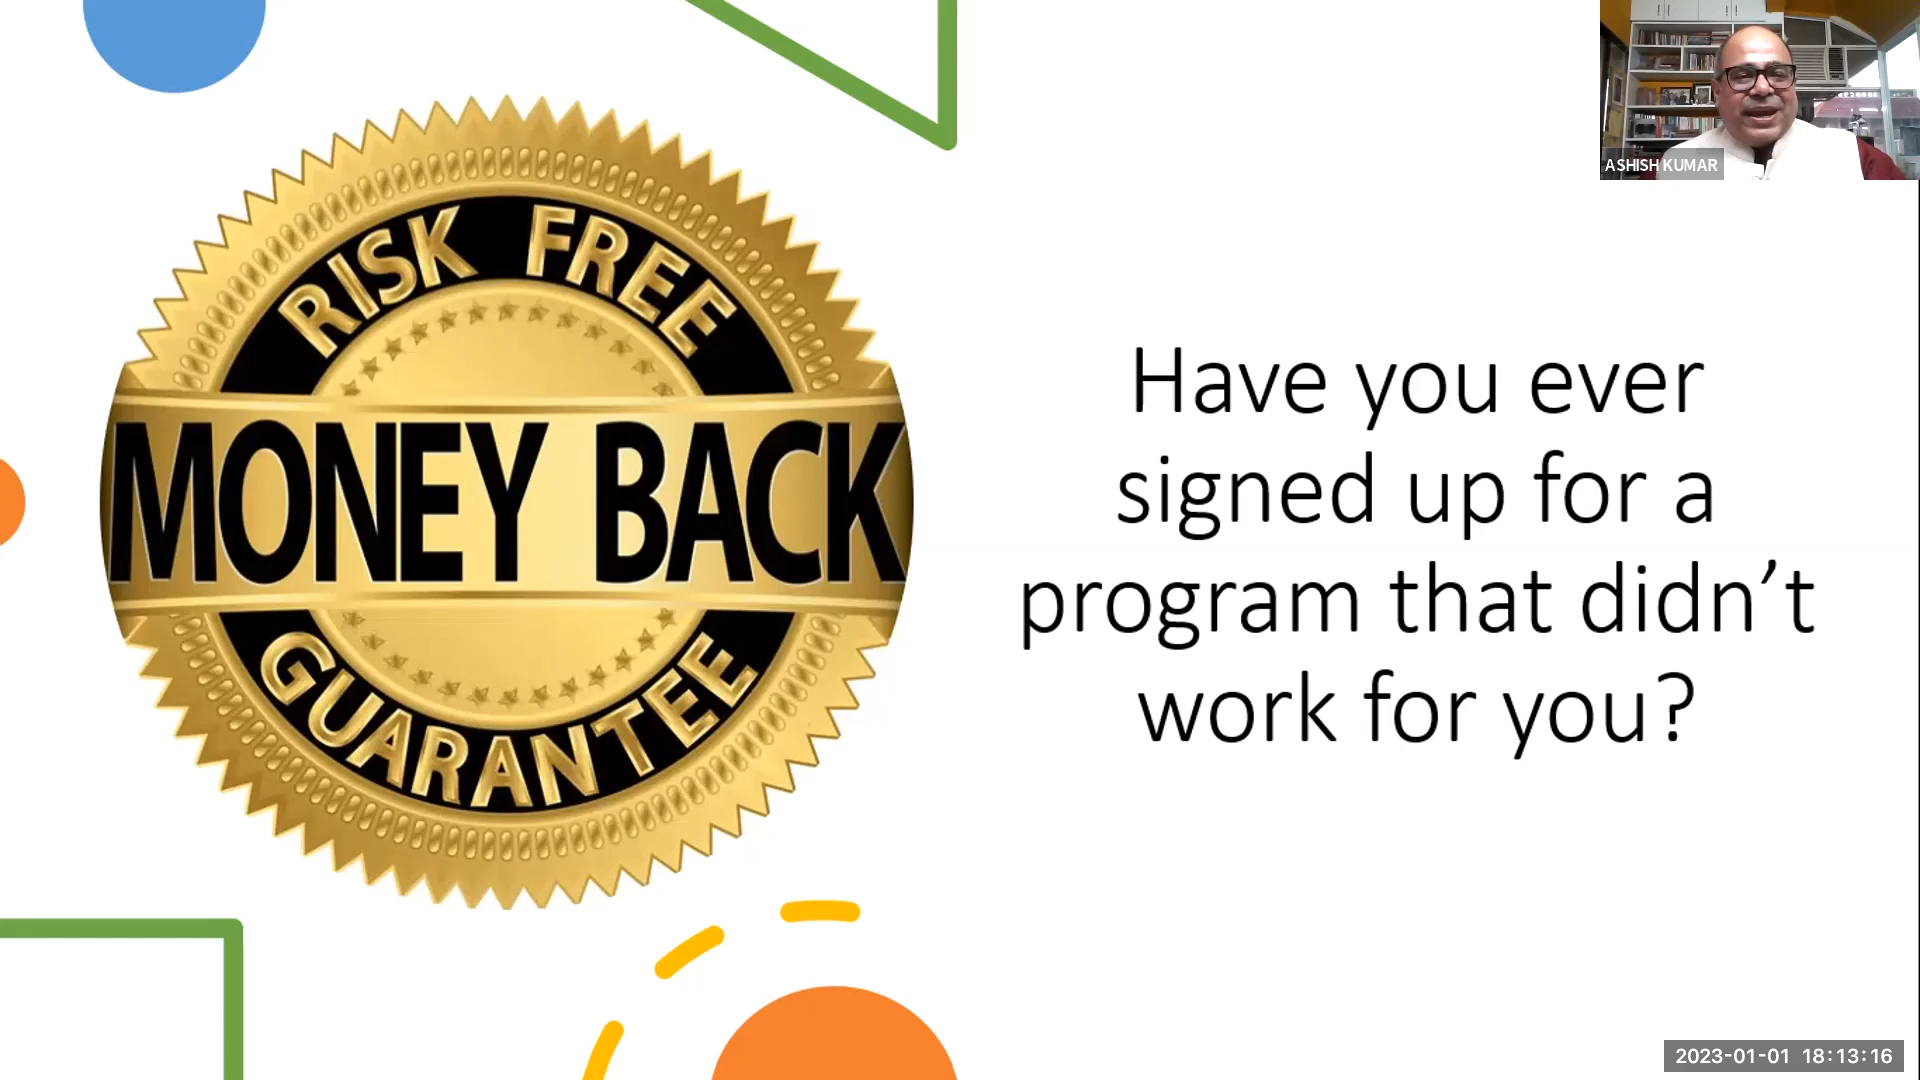 RISK FREE
MONEY BACK
GUARANTEE
Have you ever
signed up for a
program that didn’t
work for you?
ASHISH KUMAR
2023-01-01 18:13:16